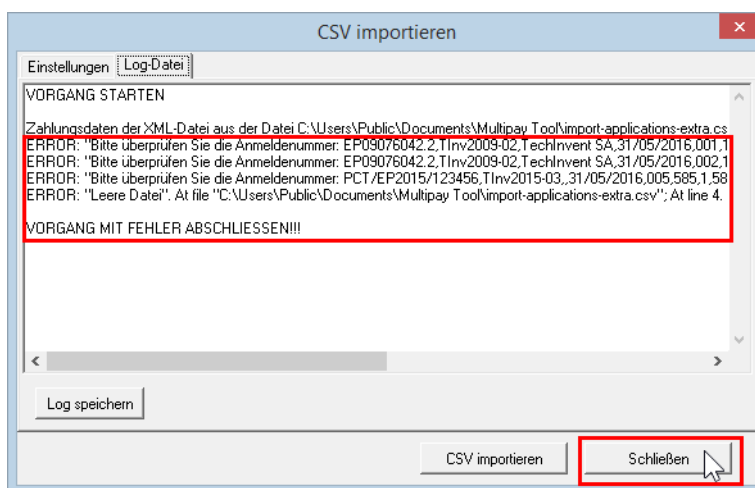 CSV importieren
Einstellungen Log-Datei
VORGANG STARTEN
Zahlungsdaten der XML-Datei aus der Datei C:\Users\Public\Documents\Multipay Tool\import-applications-extra.cs
ERROR: "Bitte überprüfen Sie die Anmeldenummer: EP09076042.2,TInv2009-02,TechInvent SA,31/05/2016,001,1
ERROR: "Bitte überprüfen Sie die Anmeldenummer: EP09076042.2,TInv2009-02,TechInvent SA,31/05/2016,002,1
ERROR: "Bitte überprüfen Sie die Anmeldenummer: PCT/EP2015/123456,TInv2015-03,,31/05/2016,005,585,1,58
ERROR: "Leere Datei". At file "C:\Users\Public\Documents\Multipay Tool\import-applications-extra.csv"; At line 4.
VORGANG MIT FEHLER ABSCHLIESSEN!!!
Log speichern
CSV importieren Schließen